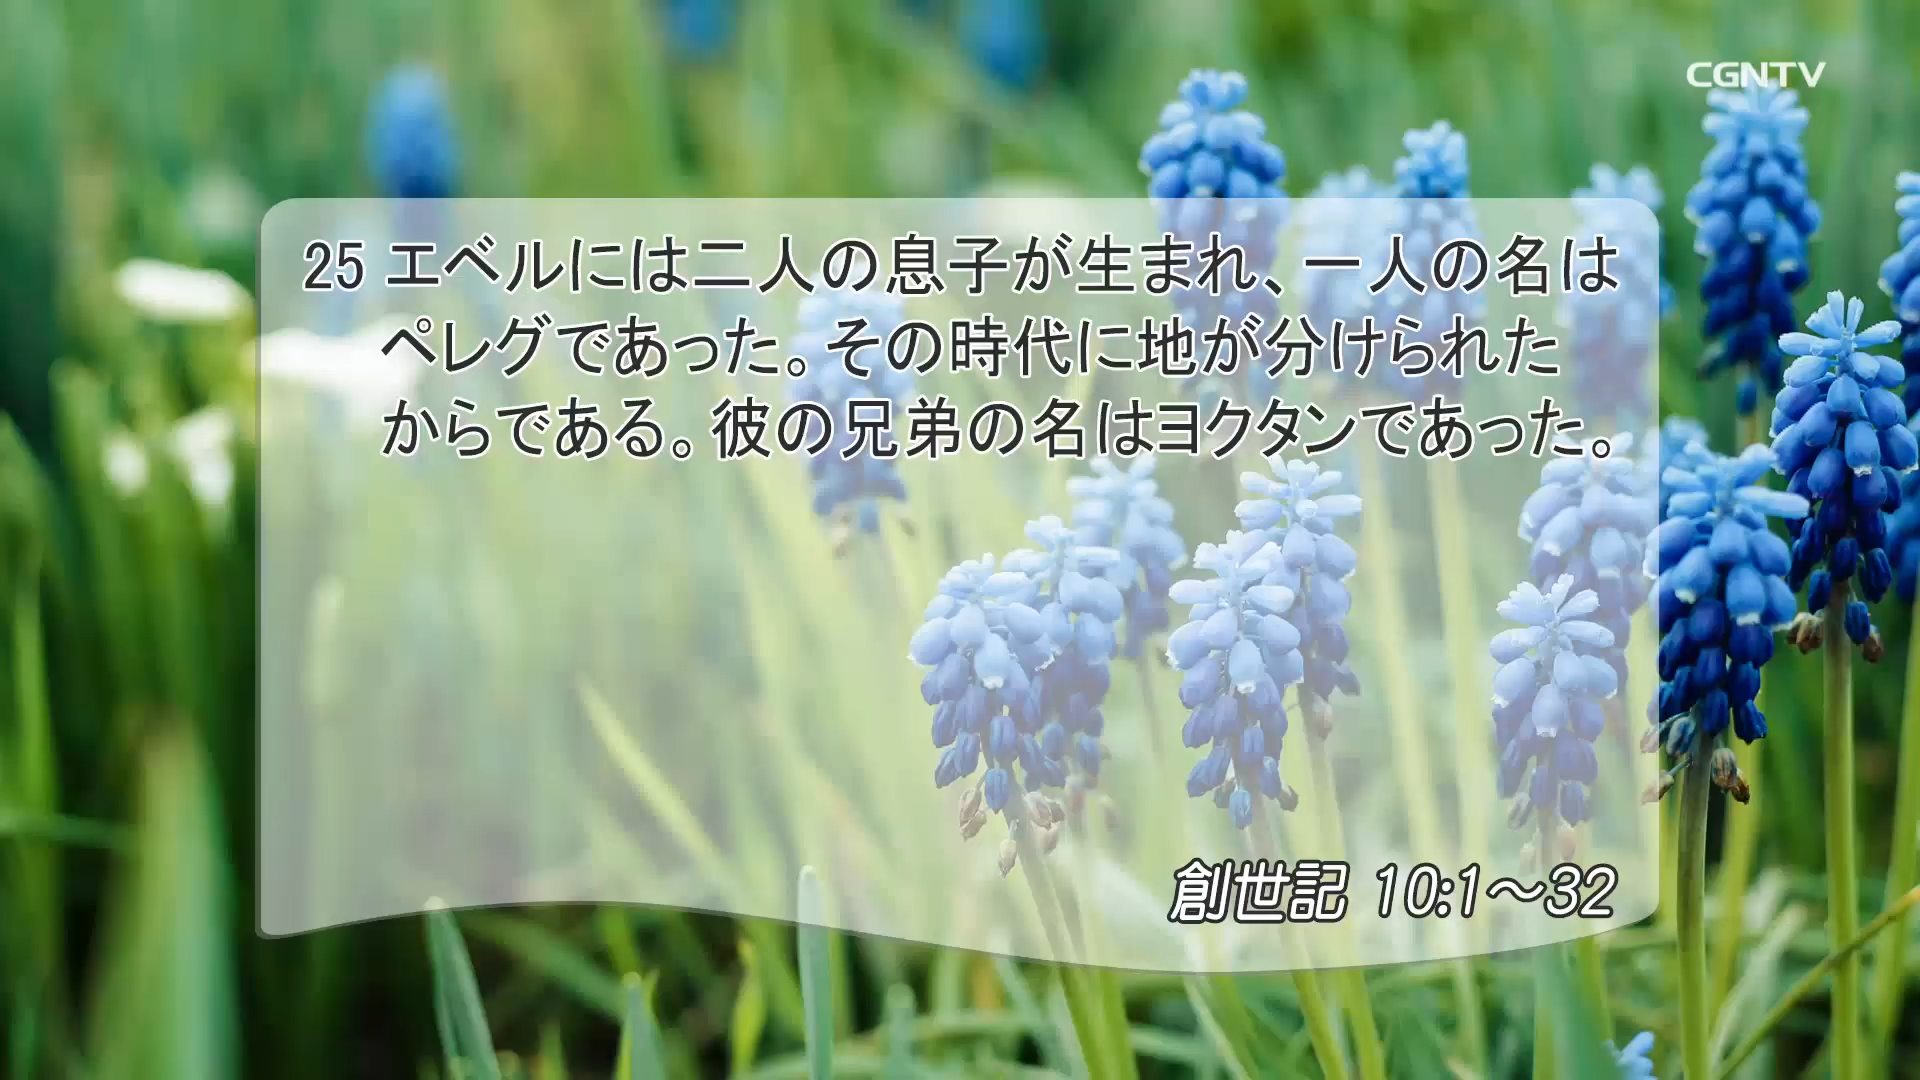 CGNTV
25 エベルには二人の息子が生まれ、一人の名は
ペレグであった。その時代に地が分けられた
からである。彼の兄弟の名はヨクタンであった。
創世記 10:1～32